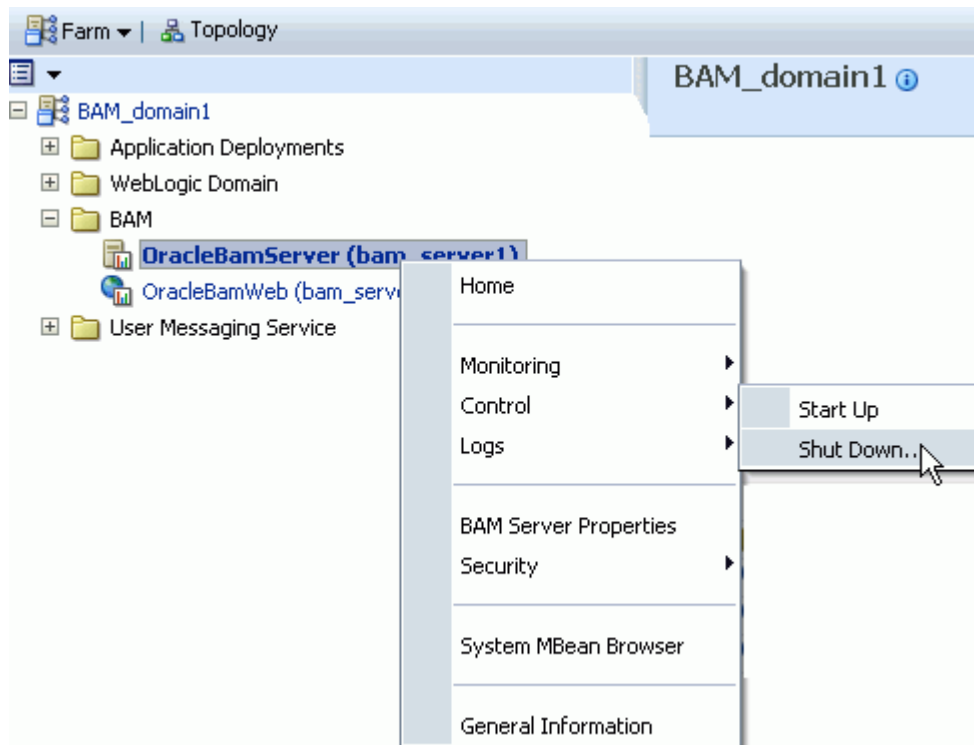 Farm | Topology
BAM_domain1
BAM_domain1
Application Deployments
WebLogic Domain
BAM
OracleBamServer (bam_server1)
OracleBamWeb (bam_serv
User Messaging Service
Home
Monitoring
Control
Logs
Start Up
Shut Down...
BAM Server Properties
Security
System MBean Browser
General Information